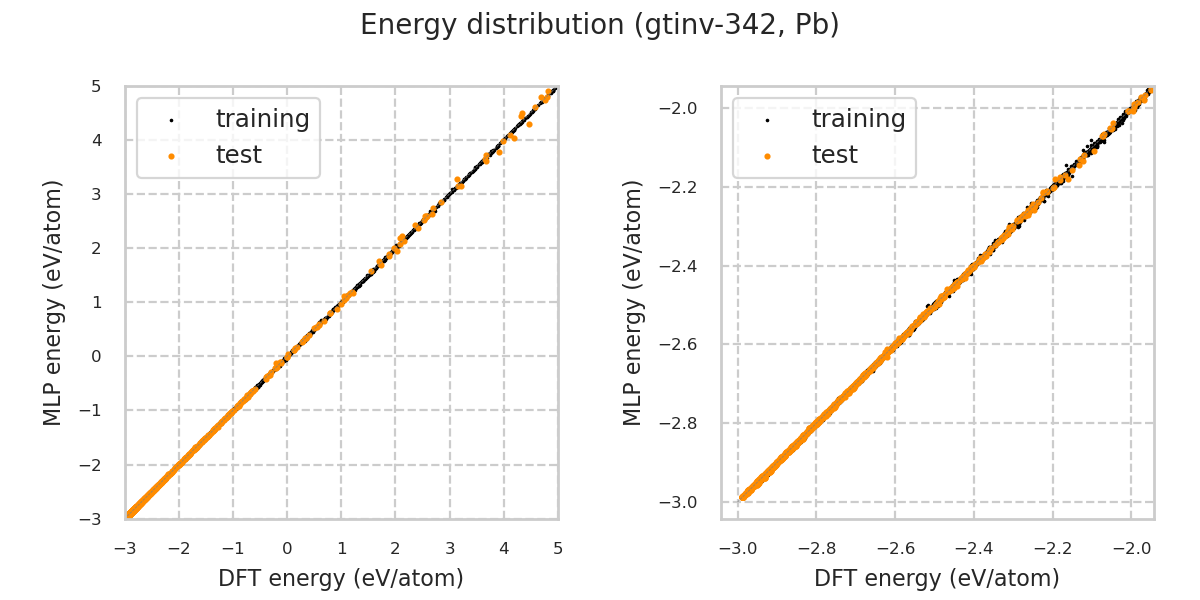 Energy distribution (gtinv-342, Pb)
MLP energy (eV/atom)
5
4
3
2
1
0
−1
−2
−3
training
test
−3 −2 −1 0 1 2 3 4 5
DFT energy (eV/atom)
MLP energy (eV/atom)
−2.0
−2.2
−2.4
−2.6
−2.8
−3.0
training
test
−3.0 −2.8 −2.6 −2.4 −2.2 −2.0
DFT energy (eV/atom)